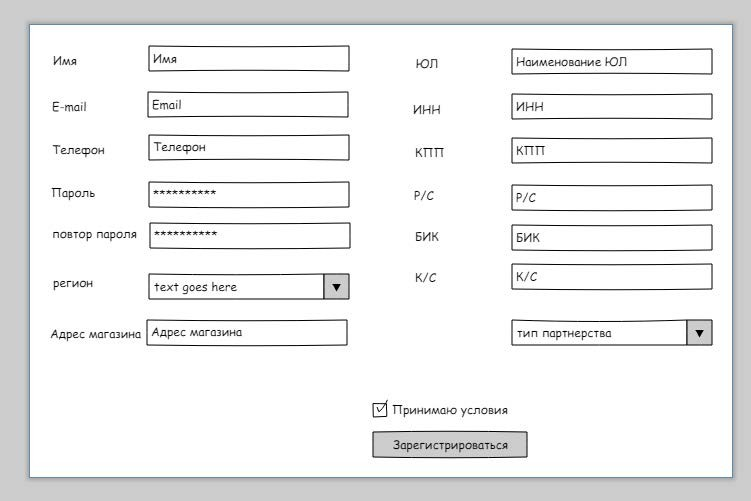 Имя
Имя
E-mail
Email
Телефон
Телефон
Пароль
**********
повтор пароля
**********
регион
text goes here
Адрес магазина
Адрес магазина
ЮЛ
Наименование ЮЛ
ИНН
ИНН
КПП
КПП
Р/С
Р/С
БИК
БИК
К/С
К/С
тип партнерства
Принимаю условия
Зарегистрироваться